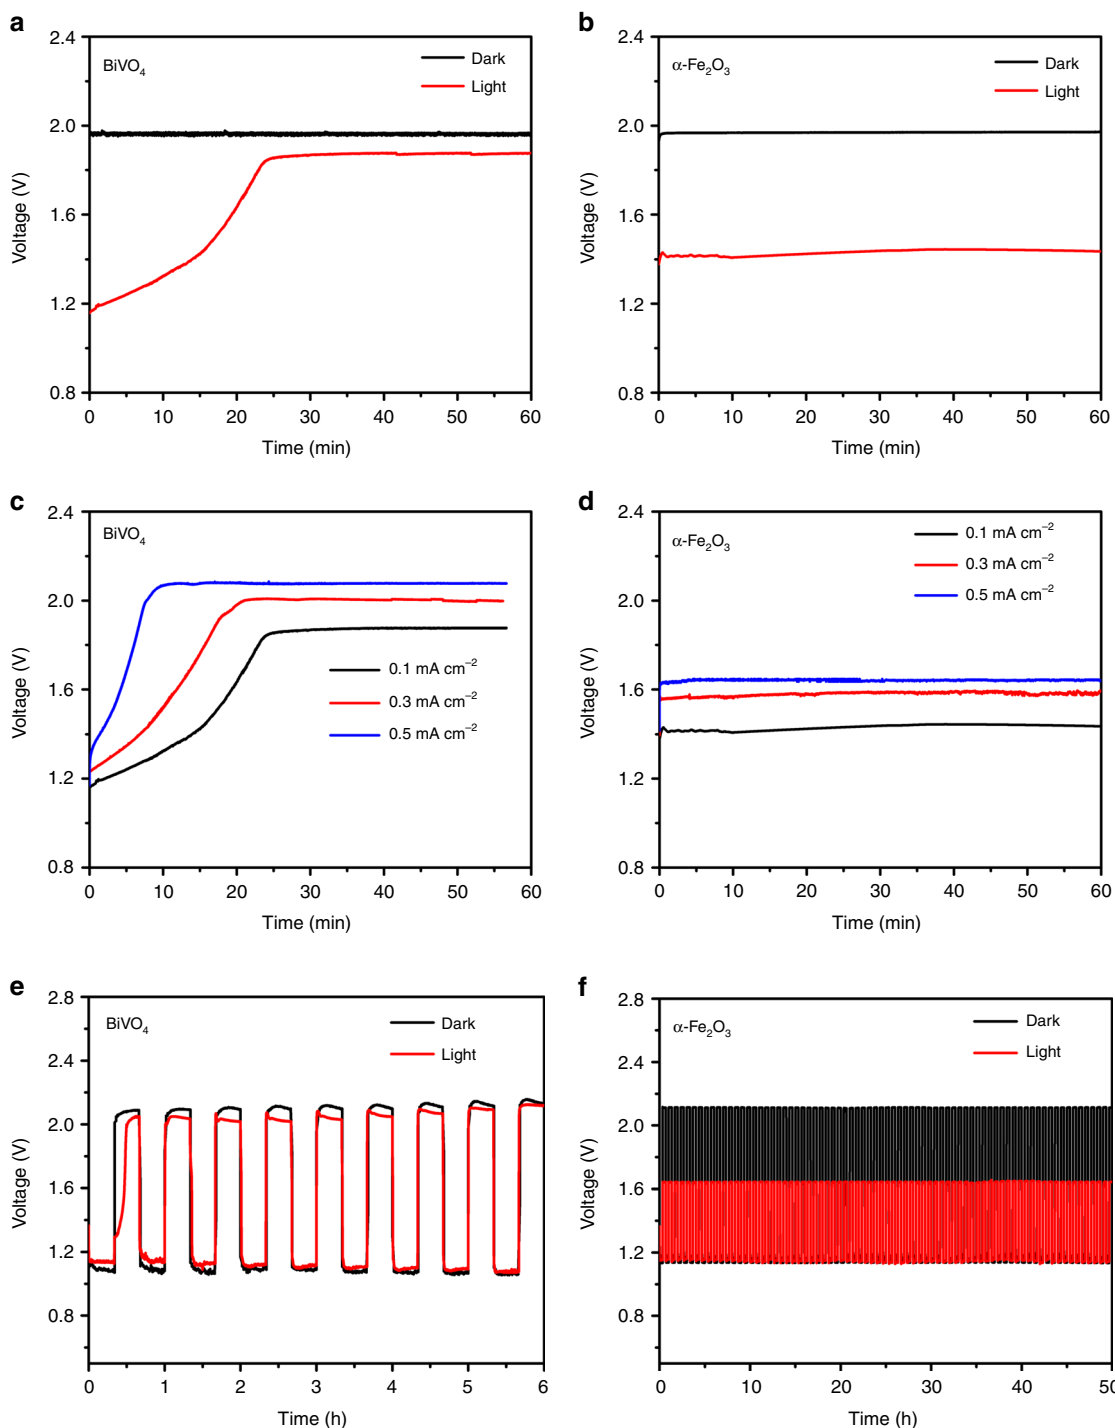 a
2.4
2.0
1.6
1.2
0.8
Voltage (V)
BiVO₄
Dark
Light
0 10 20 30 40 50 60
Time (min)
b
2.4
2.0
1.6
1.2
0.8
Voltage (V)
α-Fe₂O₃
Dark
Light
0 10 20 30 40 50 60
Time (min)
c
2.4
2.0
1.6
1.2
0.8
Voltage (V)
BiVO₄
0.1 mA cm⁻²
0.3 mA cm⁻²
0.5 mA cm⁻²
0 10 20 30 40 50 60
Time (min)
d
2.4
2.0
1.6
1.2
0.8
Voltage (V)
α-Fe₂O₃
0.1 mA cm⁻²
0.3 mA cm⁻²
0.5 mA cm⁻²
0 10 20 30 40 50 60
Time (min)
e
2.8
2.4
2.0
1.6
1.2
0.8
Voltage (V)
BiVO₄
Dark
Light
0 1 2 3 4 5 6
Time (h)
f
2.8
2.4
2.0
1.6
1.2
0.8
Voltage (V)
α-Fe₂O₃
Dark
Light
0 10 20 30 40 50
Time (h)